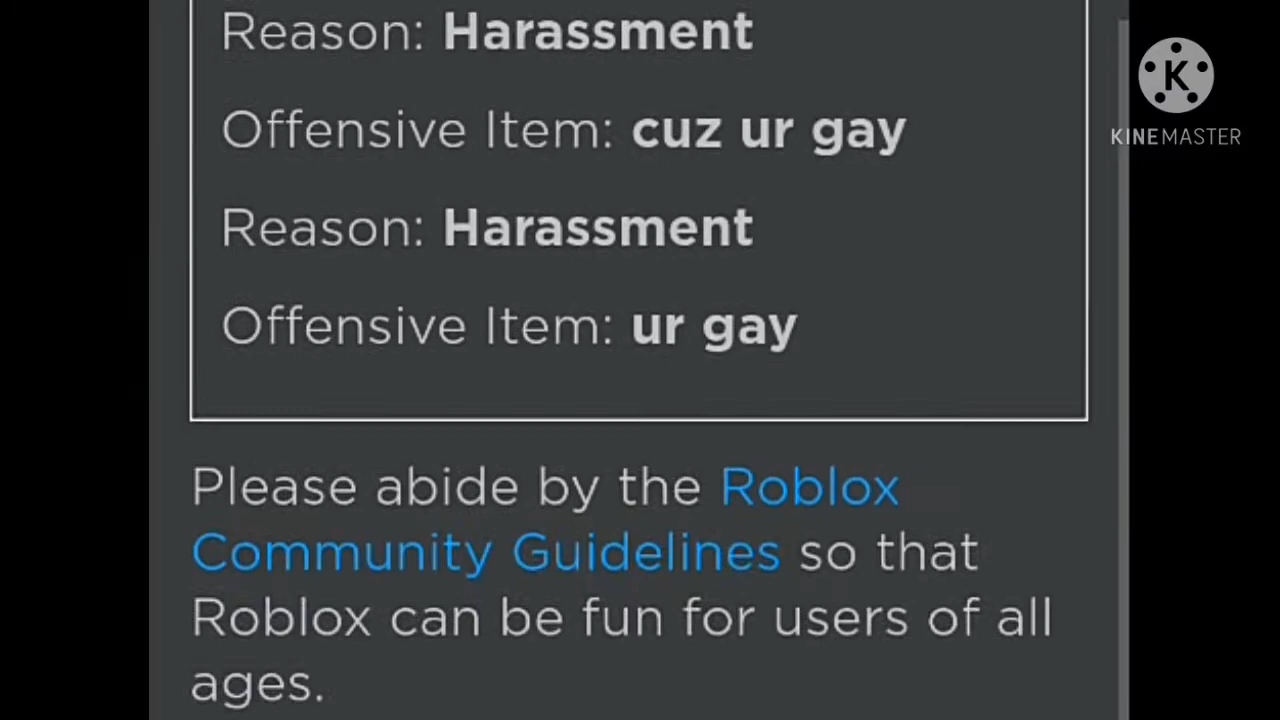 Reason: Harassment
Offensive Item: cuz ur gay
Reason: Harassment
Offensive Item: ur gay
Please abide by the Roblox
Community Guidelines so that
Roblox can be fun for users of all
ages.
K
KINEMASTER